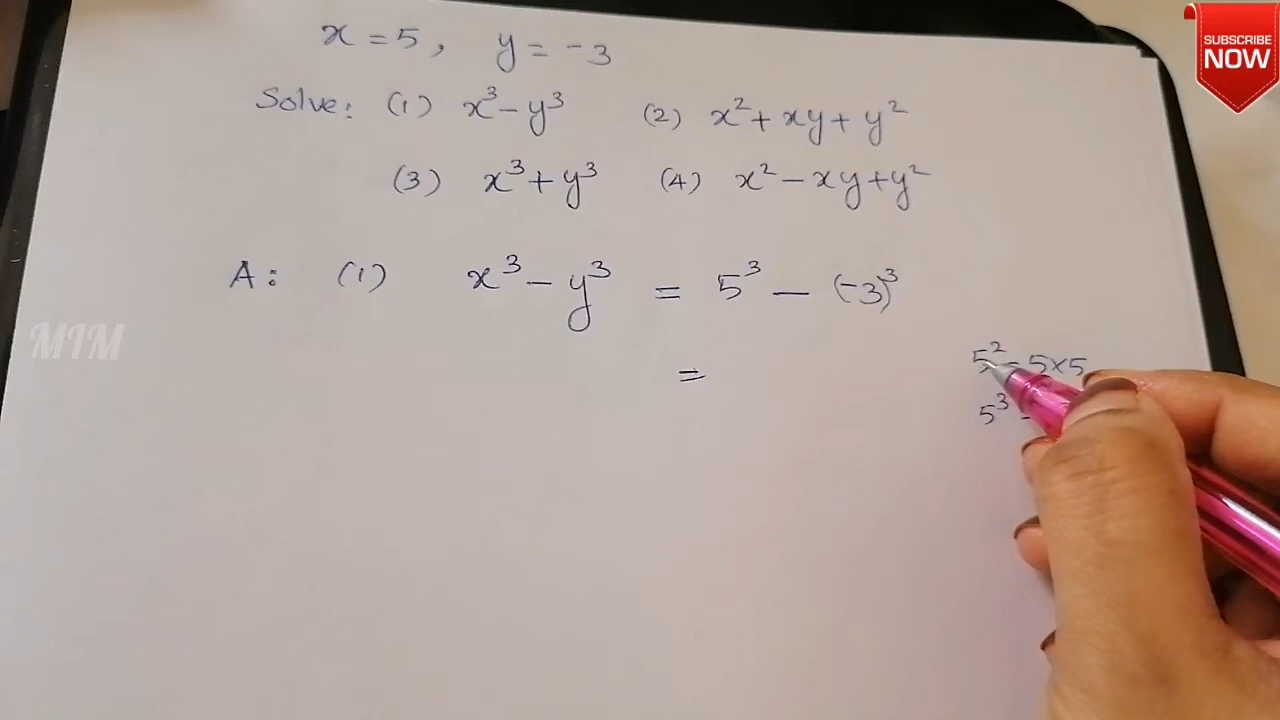 x = 5, y = -3
SUBSCRIBE
NOW
Solve: (1) x³ - y³ (2) x² + xy + y²
(3) x³ + y³ (4) x² - xy + y²
A: (1) x³ - y³ = 5³ - (-3)³
MIM
= 5² = 5×5
5³ =